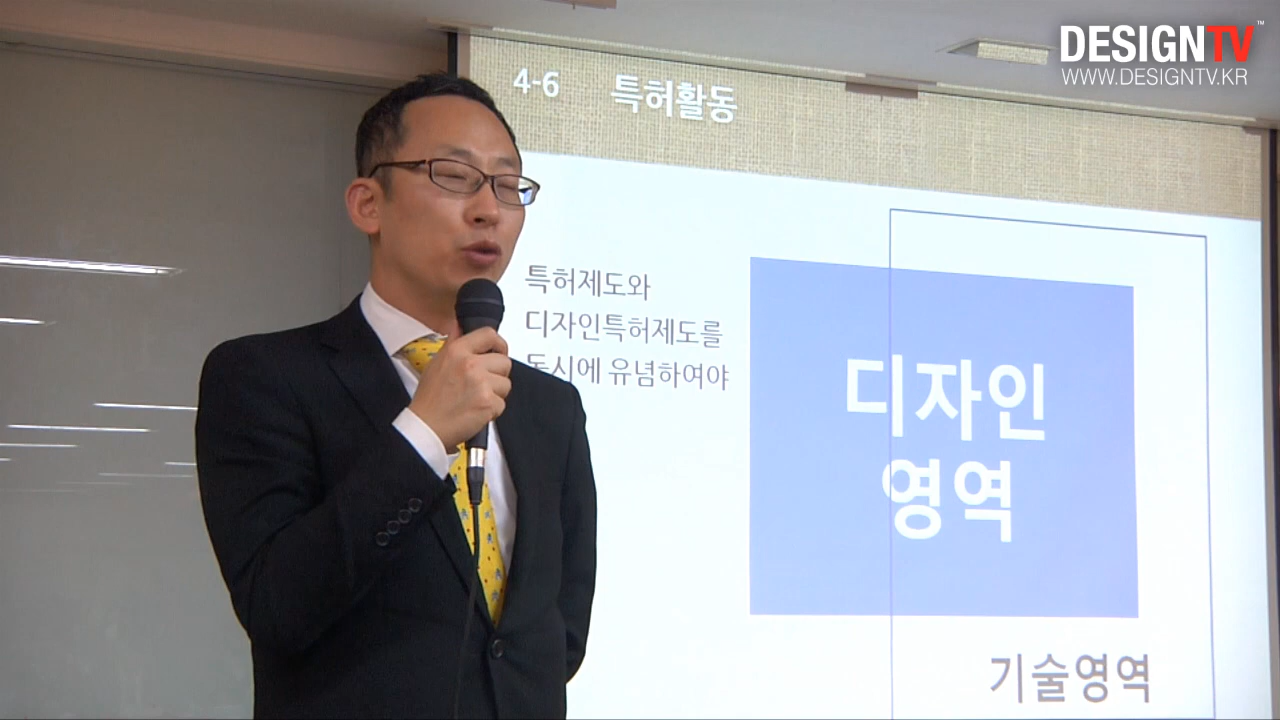 DESIGNTV™
WWW.DESIGNTV.KR
4-6 특허활동
특허제도와
디자인특허제도를
동시에 유념하여야
디자인
영역
기술영역